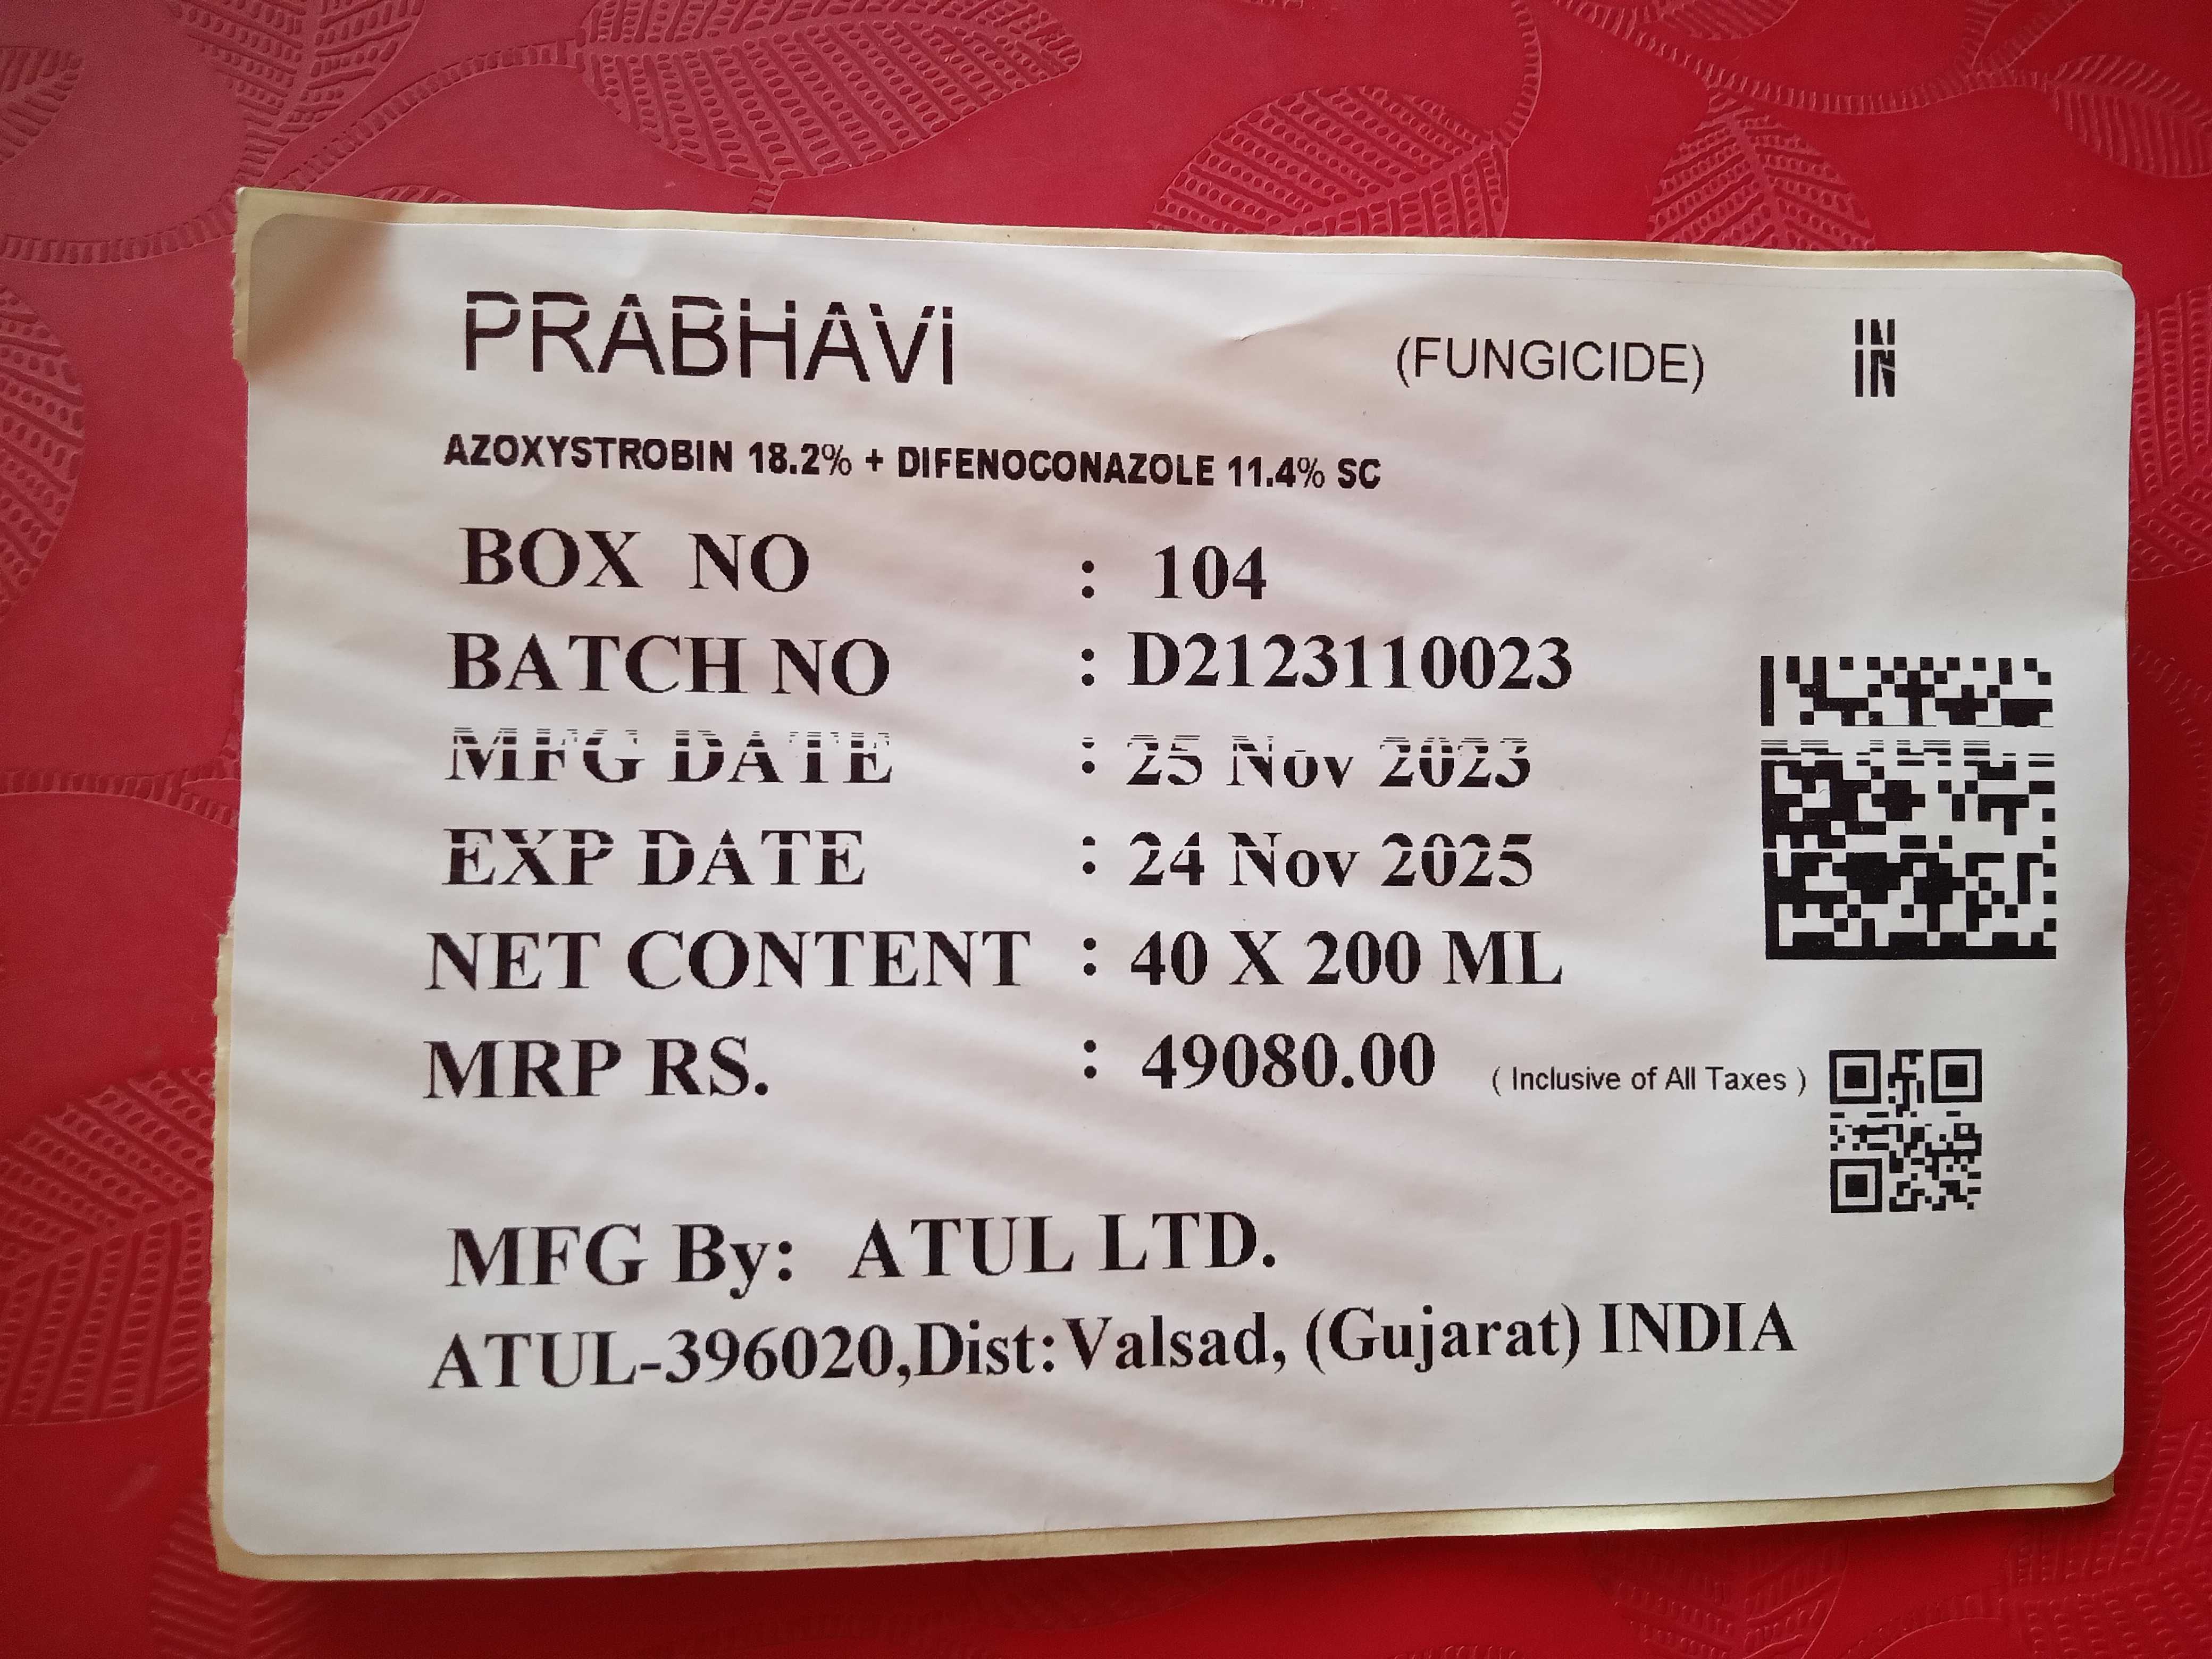 PRABHAVI (FUNGICIDE) IN
AZOXYSTROBIN 18.2% + DIFENOCONAZOLE 11.4% SC
BOX NO : 104
BATCH NO : D2123110023
MFG DATE : 25 Nov 2023
EXP DATE : 24 Nov 2025
NET CONTENT : 40 X 200 ML
MRP RS. : 49080.00 ( Inclusive of All Taxes )
MFG By: ATUL LTD.
ATUL-396020,Dist:Valsad, (Gujarat) INDIA